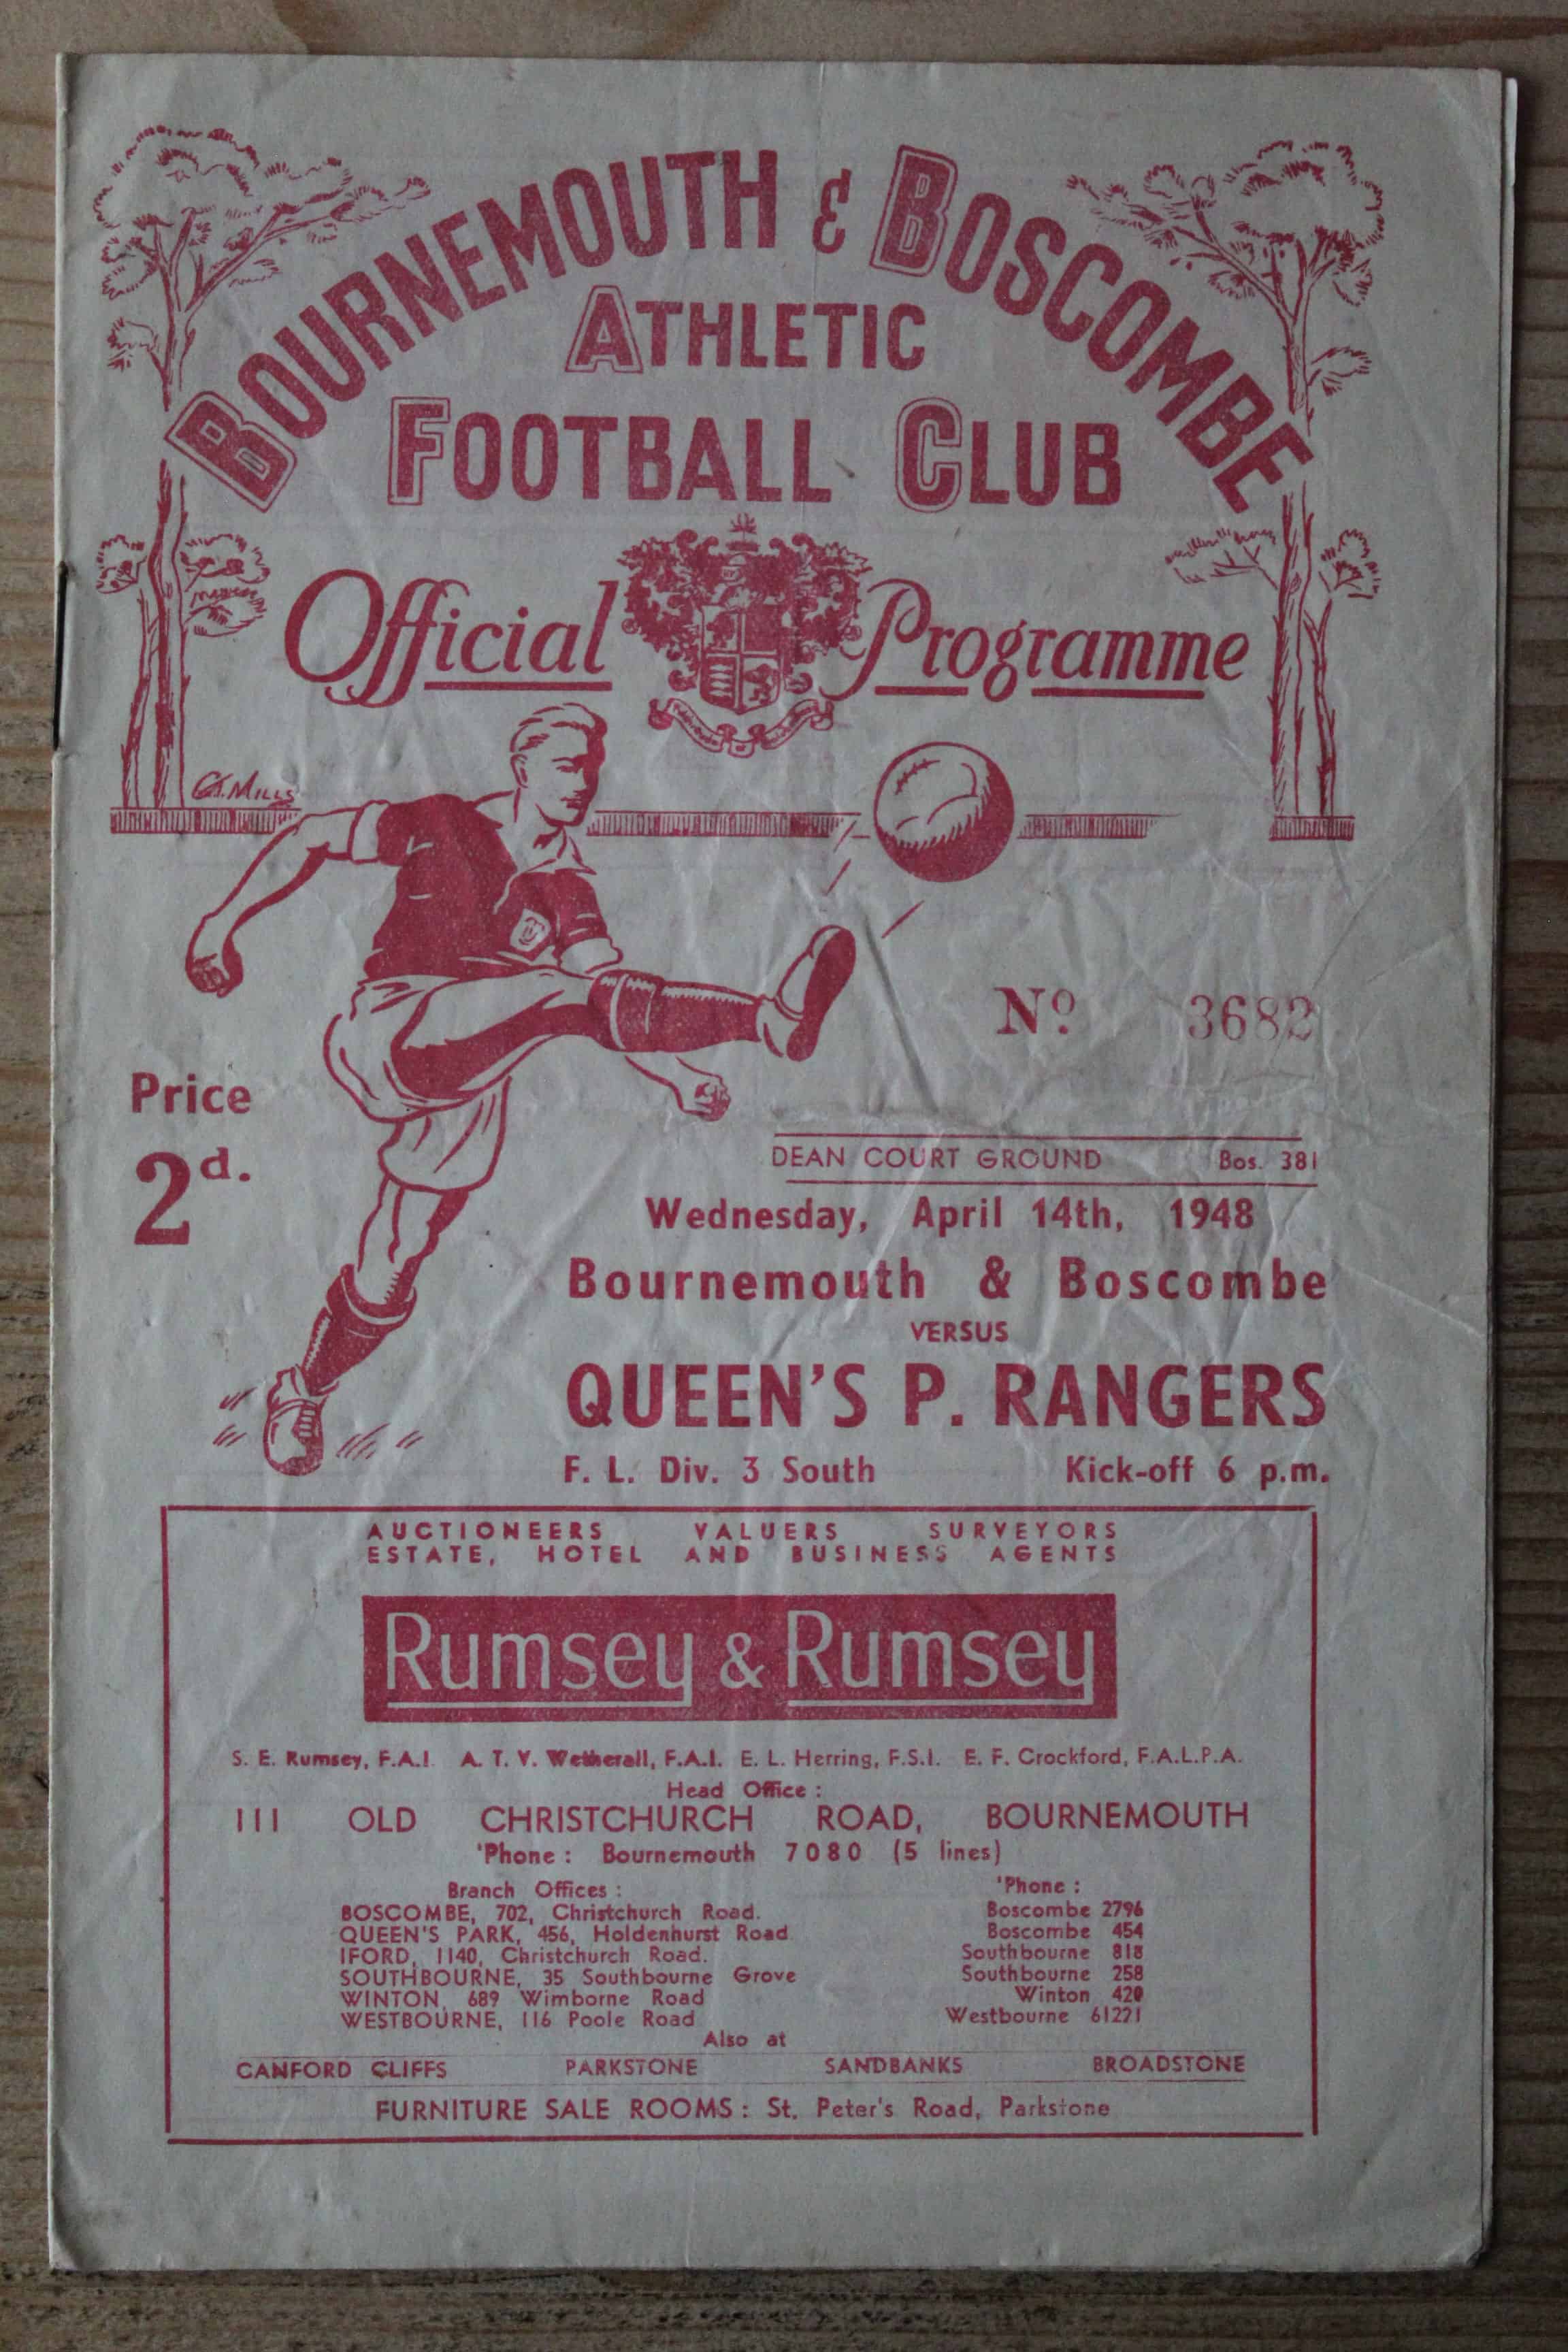 BOURNEMOUTH & BOSCOMBE
ATHLETIC
FOOTBALL CLUB
Official Programme
C.T. MILLS
Nº 3682
Price
2d.
DEAN COURT GROUND Bos. 381
Wednesday, April 14th, 1948
Bournemouth & Boscombe
VERSUS
QUEEN'S P. RANGERS
F. L. Div. 3 South Kick-off 6 p.m.
AUCTIONEERS VALUERS SURVEYORS
ESTATE, HOTEL AND BUSINESS AGENTS
Rumsey & Rumsey
S. E. Rumsey, F.A.I. A. T. V. Wetherall, F.A.I. E. L. Herring, F.S.I. E. F. Crockford, F.A.L.P.A.
Head Office :
111 OLD CHRISTCHURCH ROAD, BOURNEMOUTH
'Phone : Bournemouth 7080 (5 lines)
Branch Offices : 'Phone :
BOSCOMBE, 702, Christchurch Road. Boscombe 2796
QUEEN'S PARK, 456, Holdenhurst Road Boscombe 454
IFORD, 1140, Christchurch Road. Southbourne 818
SOUTHBOURNE, 35 Southbourne Grove Southbourne 258
WINTON, 689 Wimborne Road Winton 420
WESTBOURNE, 116 Poole Road Westbourne 61221
Also at
CANFORD CLIFFS PARKSTONE SANDBANKS BROADSTONE
FURNITURE SALE ROOMS : St. Peter's Road, Parkstone